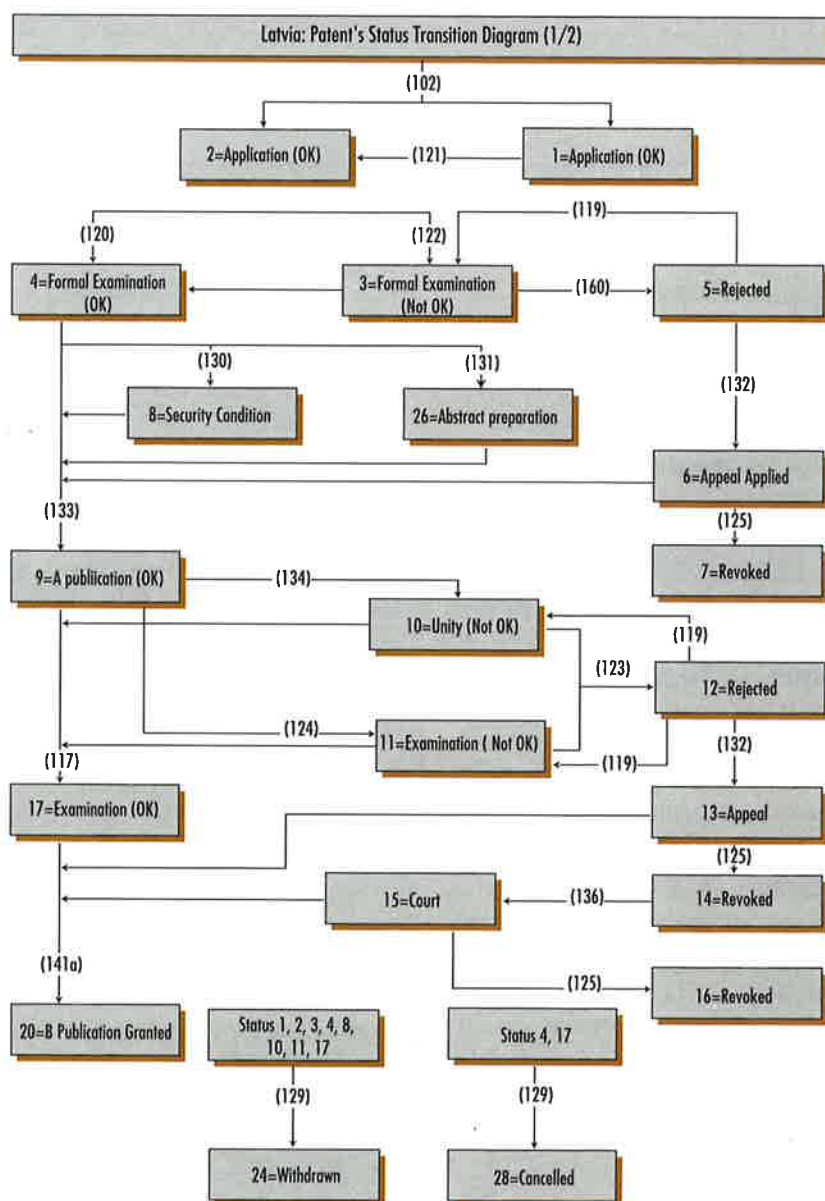 Latvia: Patent's Status Transition Diagram (1/2)
(102)
2=Application (OK)
(121)
1=Application (OK)
(119)
(120)
(122)
4=Formal Examination
(OK)
3=Formal Examination
(Not OK)
(160)
5=Rejected
(130)
(131)
(132)
8=Security Condition
26=Abstract preparation
6=Appeal Applied
(133)
(125)
9=A publiication (OK)
(134)
7=Revoked
10=Unity (Not OK)
(119)
(123)
12=Rejected
(124)
11=Examination ( Not OK)
(132)
(117)
(119)
17=Examination (OK)
13=Appeal
(125)
15=Court
(136)
14=Revoked
(141a)
(125)
16=Revoked
20=B Publication Granted
Status 1, 2, 3, 4, 8,
10, 11, 17
Status 4, 17
(129)
(129)
24=Withdrawn
28=Cancelled